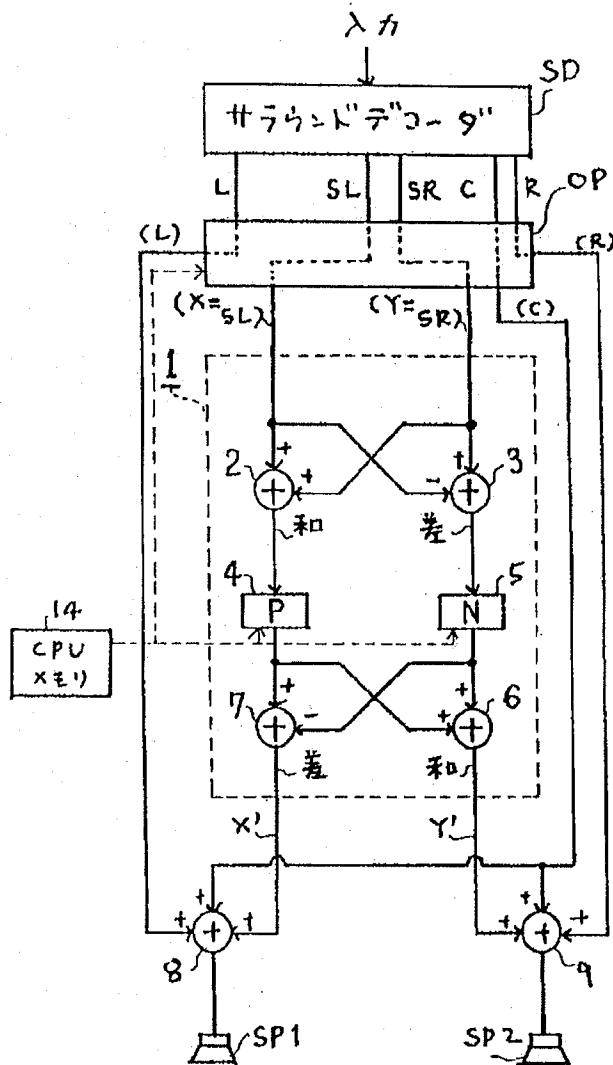 入力
SD
サラウンドデコーダ
L SL SR C R
OP
(L) (R)
(X=SL) (Y=SR) (C)
1
2 + + - + 3
和 差
4 P N 5
14
CPU
メモリ
7 + - + + 6
差 和
X' Y'
+ + + + + +
8 + + 9
SP1 SP2